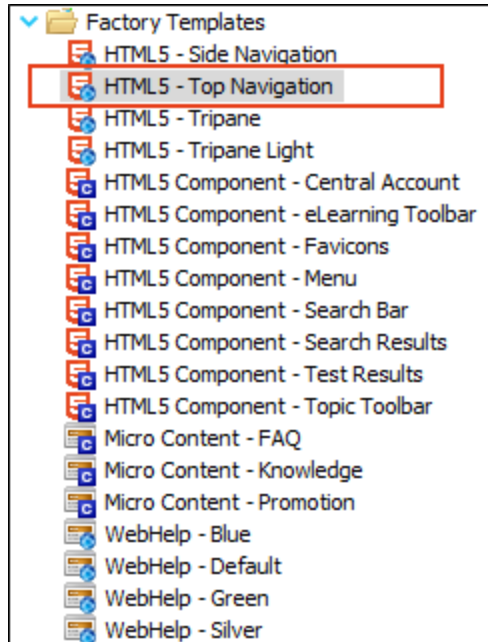 Factory Templates
HTML5 - Side Navigation
HTML5 - Top Navigation
HTML5 - Tripane
HTML5 - Tripane Light
HTML5 Component - Central Account
HTML5 Component - eLearning Toolbar
HTML5 Component - Favicons
HTML5 Component - Menu
HTML5 Component - Search Bar
HTML5 Component - Search Results
HTML5 Component - Test Results
HTML5 Component - Topic Toolbar
Micro Content - FAQ
Micro Content - Knowledge
Micro Content - Promotion
WebHelp - Blue
WebHelp - Default
WebHelp - Green
WebHelp - Silver